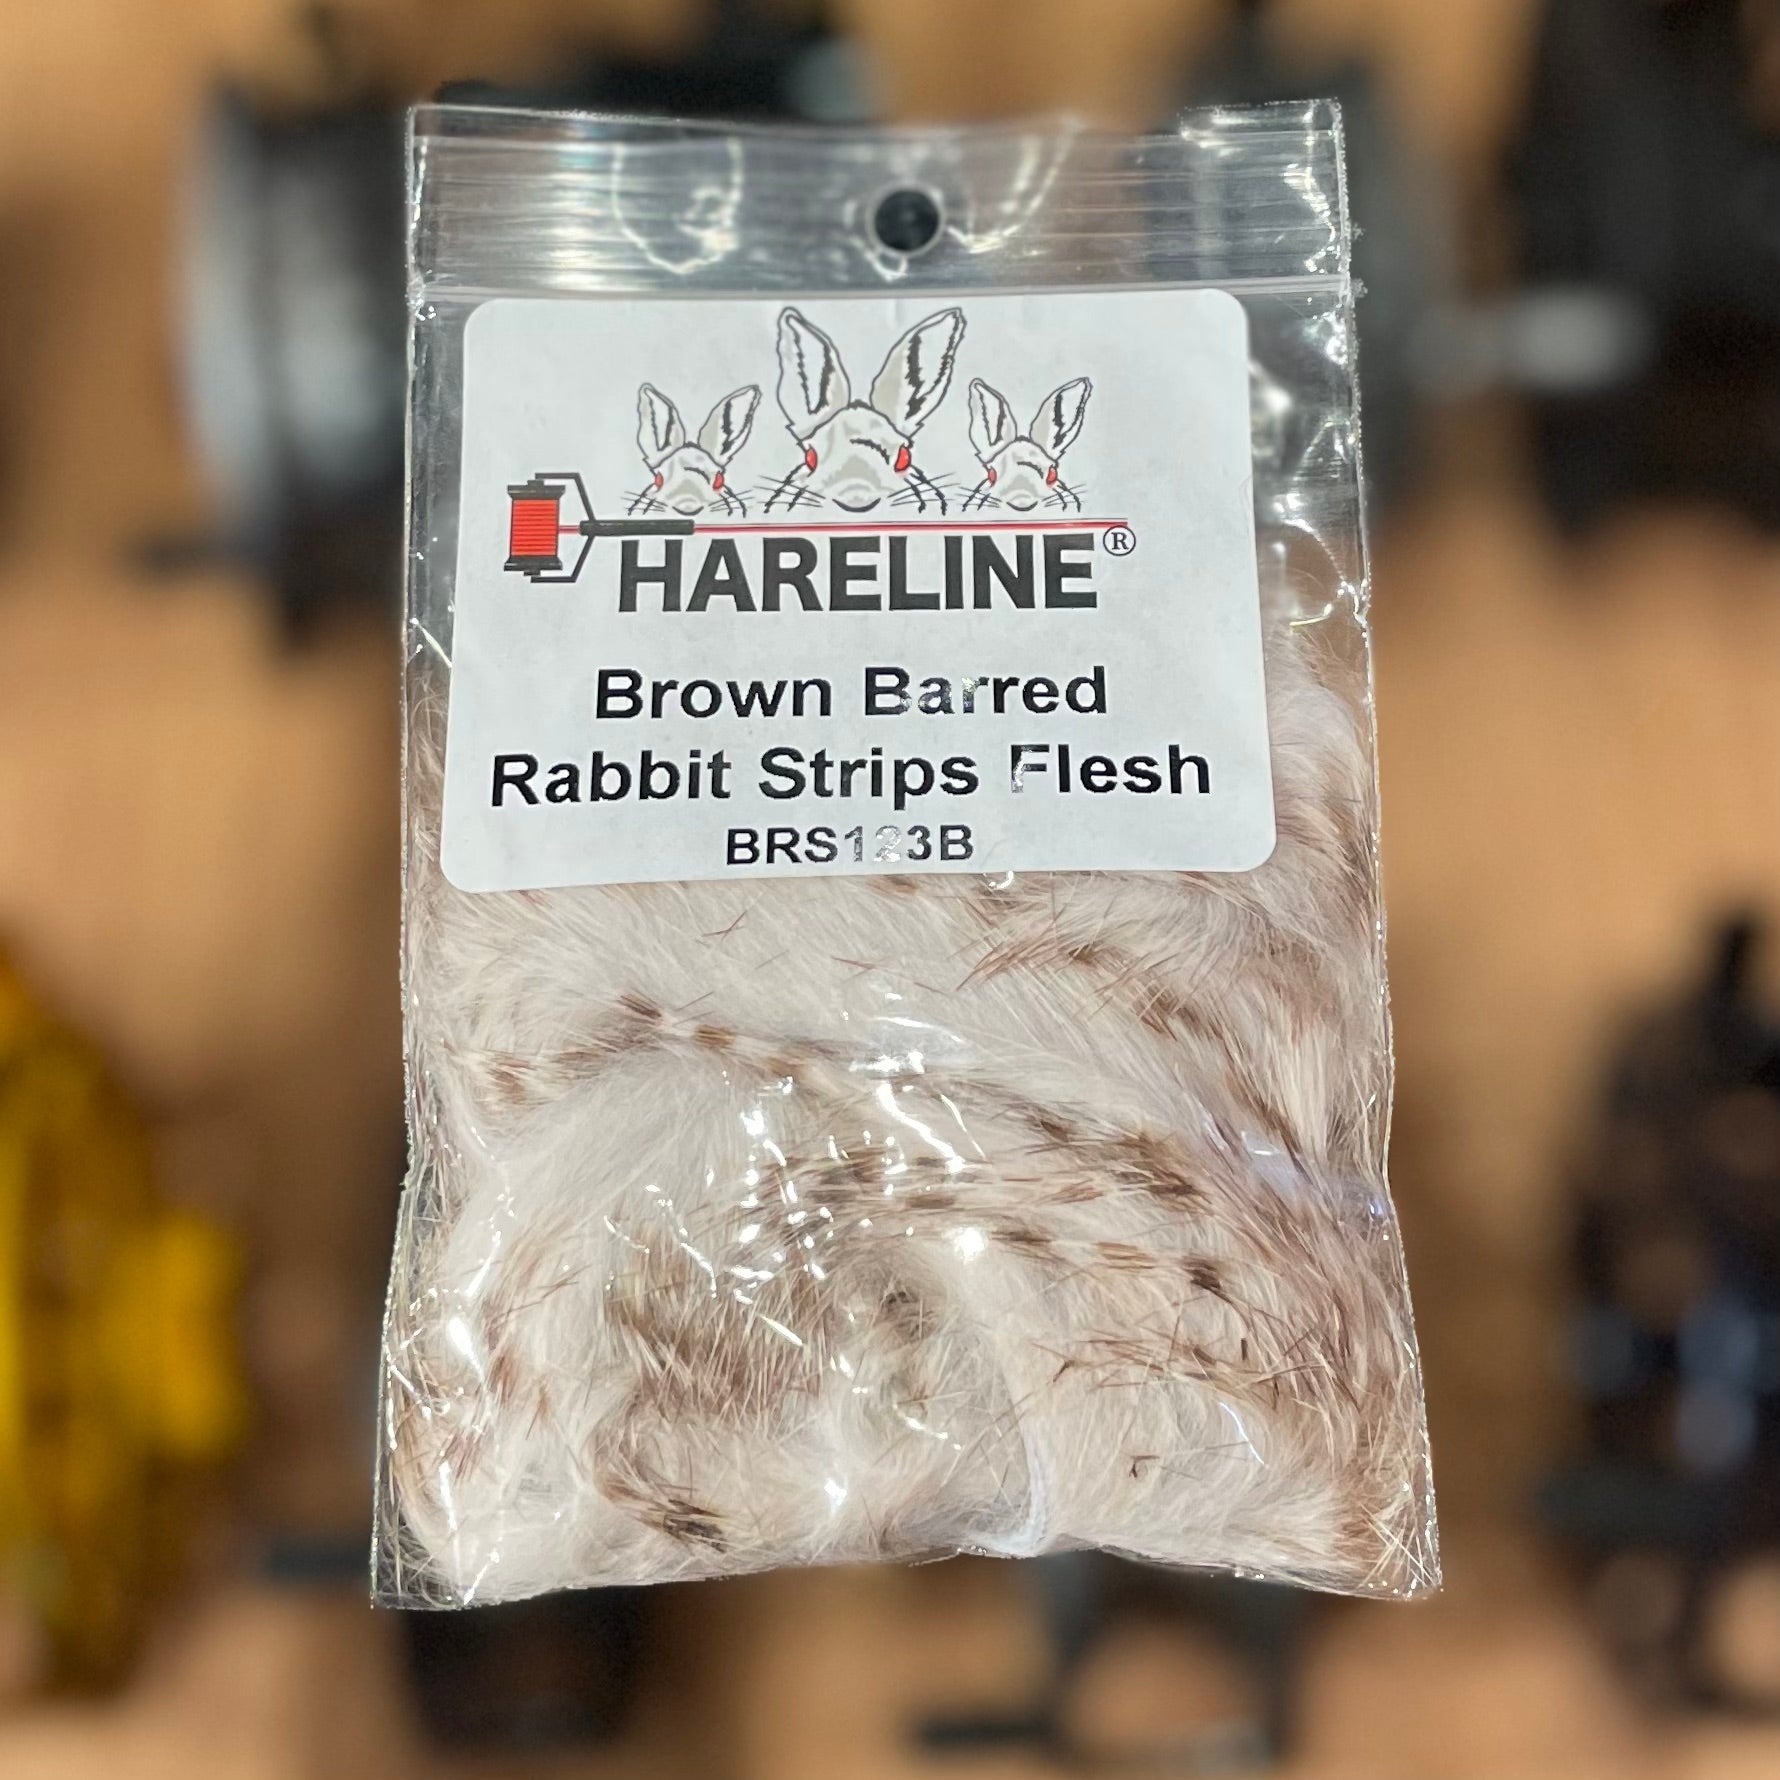 HARELINE®
Brown Barred
Rabbit Strips Flesh
BRS123B